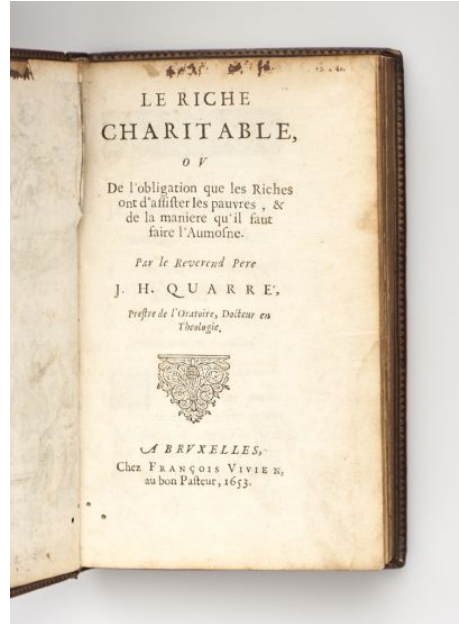 LE RICHE
CHARITABLE,
OV
De l'obligation que les Riches
ont d'aſſiſter les pauvres, &
de la maniere qu'il faut
faire l'Aumoſne.
Par le Reverend Pere
J. H. QUARRE',
Preſtre de l'Oratoire, Docteur en
Theologie.
A BRVXELLES,
Chez FRANÇOIS VIVIEN,
au bon Paſteur, 1653.